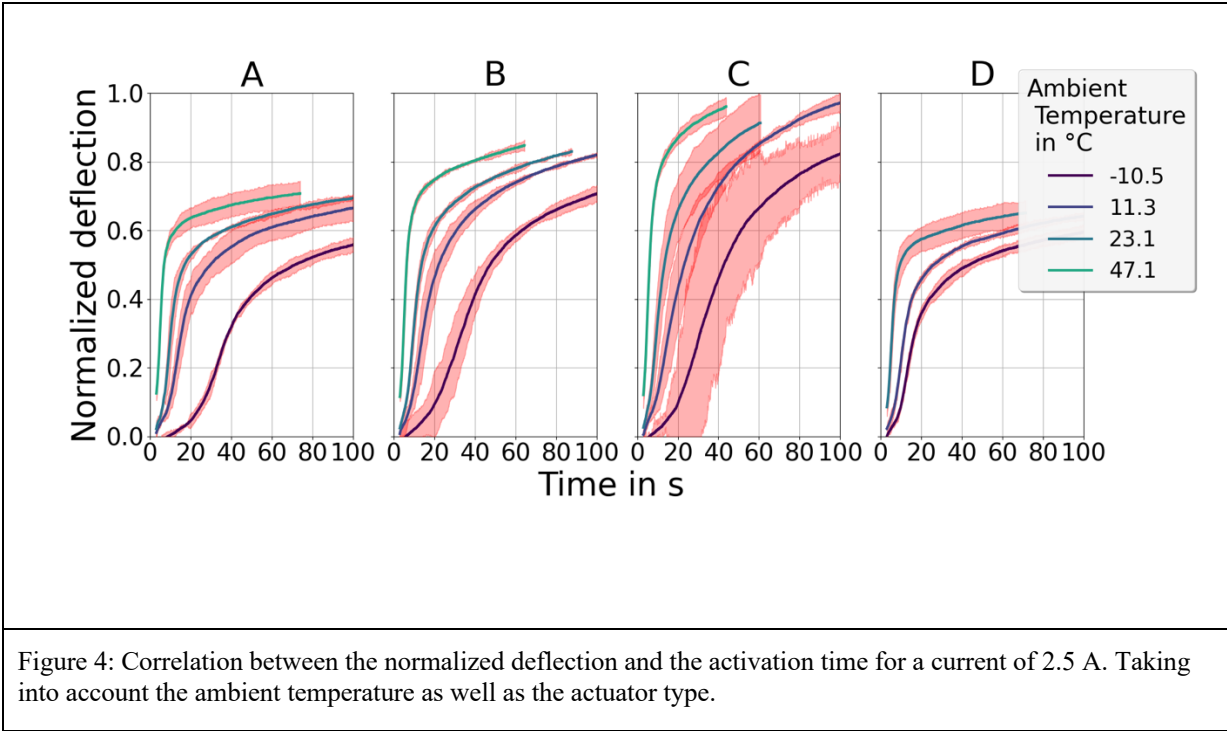 A B C D
Normalized deflection
1.0
0.8
0.6
0.4
0.2
0.0
0 20 40 60 80 100
0 20 40 60 80 100
0 20 40 60 80 100
0 20 40 60 80 100
Time in s
Ambient
Temperature
in °C
-10.5
11.3
23.1
47.1
Figure 4: Correlation between the normalized deflection and the activation time for a current of 2.5 A. Taking
into account the ambient temperature as well as the actuator type.